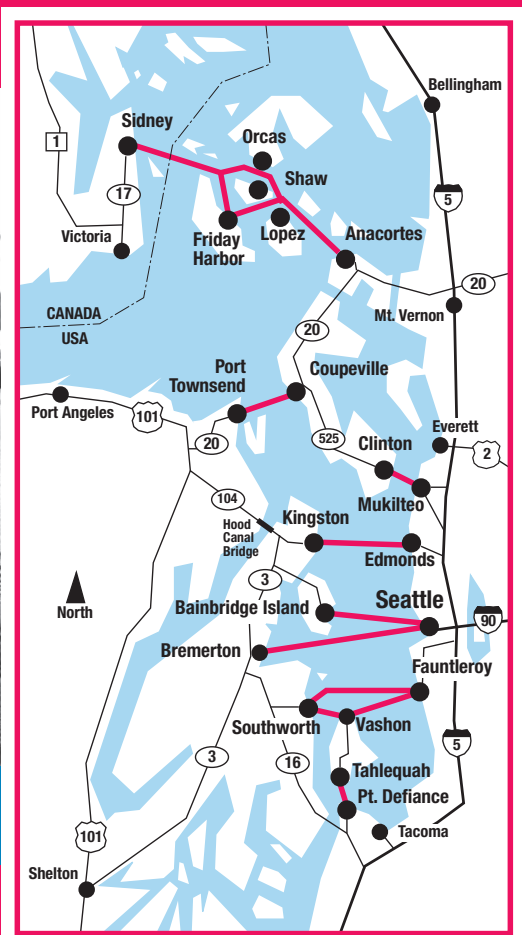 Bellingham
Sidney
Orcas
1
Shaw
17
5
Victoria
Friday
Harbor
Lopez
Anacortes
20
CANADA
USA
Mt. Vernon
20
Port
Townsend
Coupeville
Port Angeles
101
20
525
Everett
2
Clinton
Mukilteo
104
Hood
Canal
Bridge
Kingston
Edmonds
3
North
Bainbridge Island
Seattle
90
Bremerton
Fauntleroy
Southworth
Vashon
5
3
16
Tahlequah
Pt. Defiance
101
Tacoma
Shelton